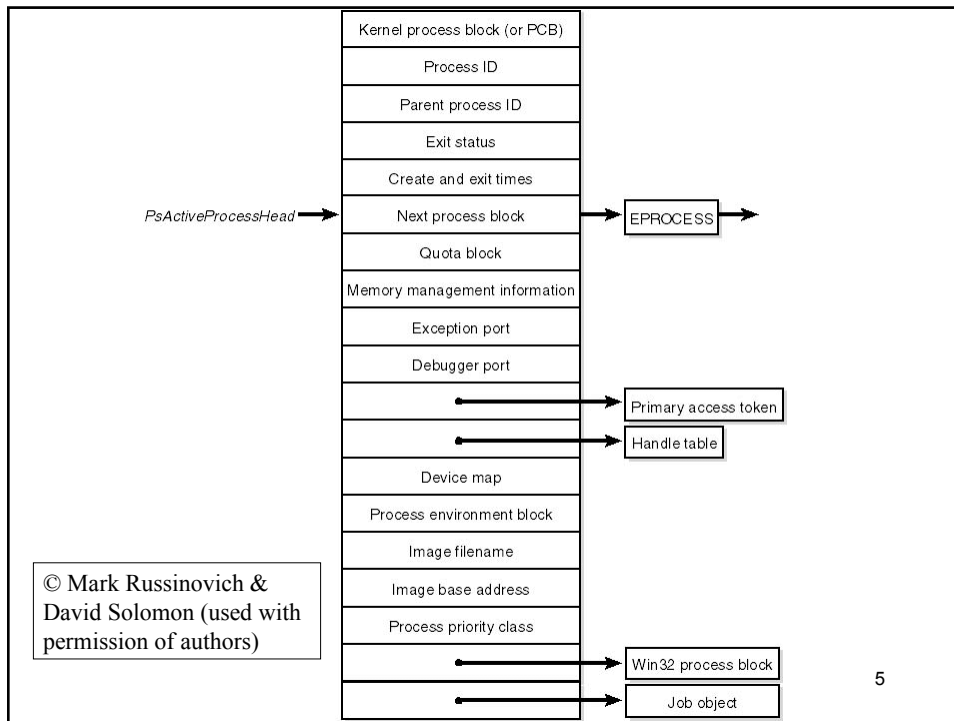 Kernel process block (or PCB)
Process ID
Parent process ID
Exit status
Create and exit times
PsActiveProcessHead
Next process block
EPROCESS
Quota block
Memory management information
Exception port
Debugger port
Primary access token
Handle table
Device map
Process environment block
Image filename
Image base address
Process priority class
Win32 process block
Job object
© Mark Russinovich &
David Solomon (used with
permission of authors)
5